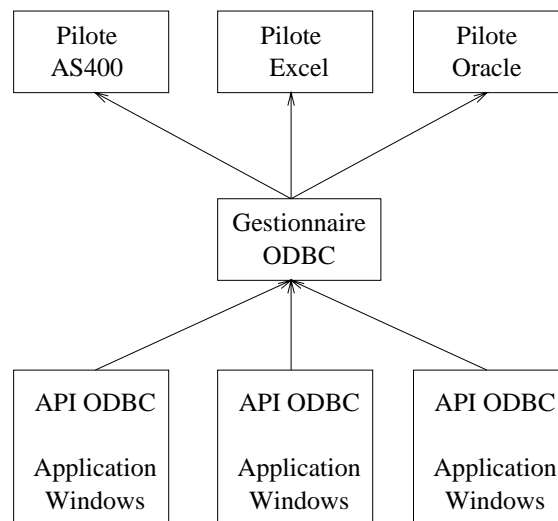 Pilote
AS400
Pilote
Excel
Pilote
Oracle
Gestionnaire
ODBC
API ODBC
Application
Windows
API ODBC
Application
Windows
API ODBC
Application
Windows